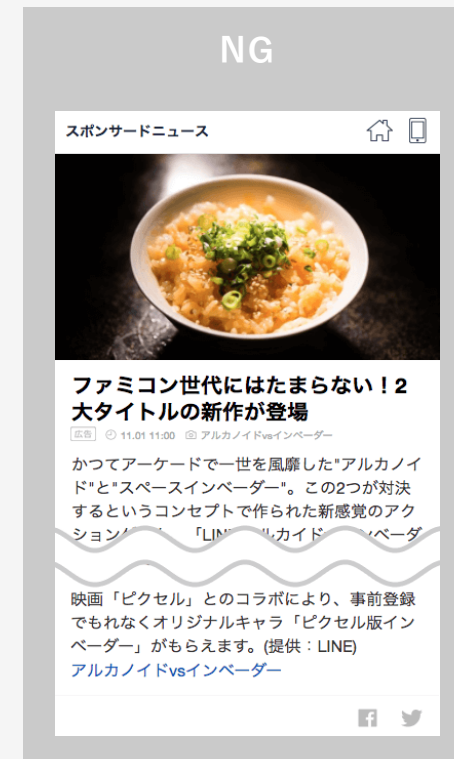 NG
スポンサードニュース
ファミコン世代にはたまらない！2
大タイトルの新作が登場
広告 11.01 11:00 アルカノイドvsインベーダー
かつてアーケードで一世を風靡した"アルカノイ
ド"と"スペースインベーダー"。この2つが対決
するというコンセプトで作られた新感覚のアク
ション
映画「ピクセル」とのコラボにより、事前登録
でもれなくオリジナルキャラ「ピクセル版イン
ベーダー」がもらえます。(提供：LINE)
アルカノイドvsインベーダー